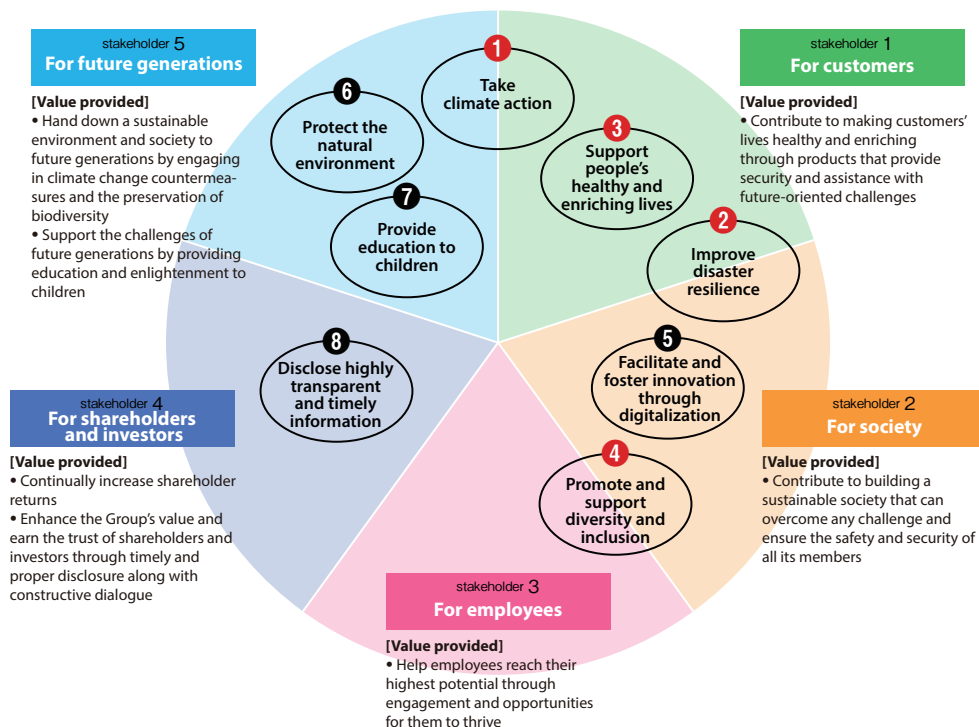 stakeholder 5
For future generations
[Value provided]
• Hand down a sustainable
environment and society to
future generations by engaging
in climate change countermea-
sures and the preservation of
biodiversity
• Support the challenges of
future generations by providing
education and enlightenment to
children
1
Take
climate action
6
Protect the
natural
environment
3
Support
people's
healthy and
enriching lives
7
Provide
education to
children
2
Improve
disaster
resilience
stakeholder 1
For customers
[Value provided]
• Contribute to making customers'
lives healthy and enriching
through products that provide
security and assistance with
future-oriented challenges
8
Disclose highly
transparent
and timely
information
5
Facilitate and
foster innovation
through
digitalization
4
Promote and
support
diversity and
inclusion
stakeholder 4
For shareholders
and investors
[Value provided]
• Continually increase shareholder
returns
• Enhance the Group's value and
earn the trust of shareholders and
investors through timely and
proper disclosure along with
constructive dialogue
stakeholder 2
For society
[Value provided]
• Contribute to building a
sustainable society that can
overcome any challenge and
ensure the safety and security of
all its members
stakeholder 3
For employees
[Value provided]
• Help employees reach their
highest potential through
engagement and opportunities
for them to thrive